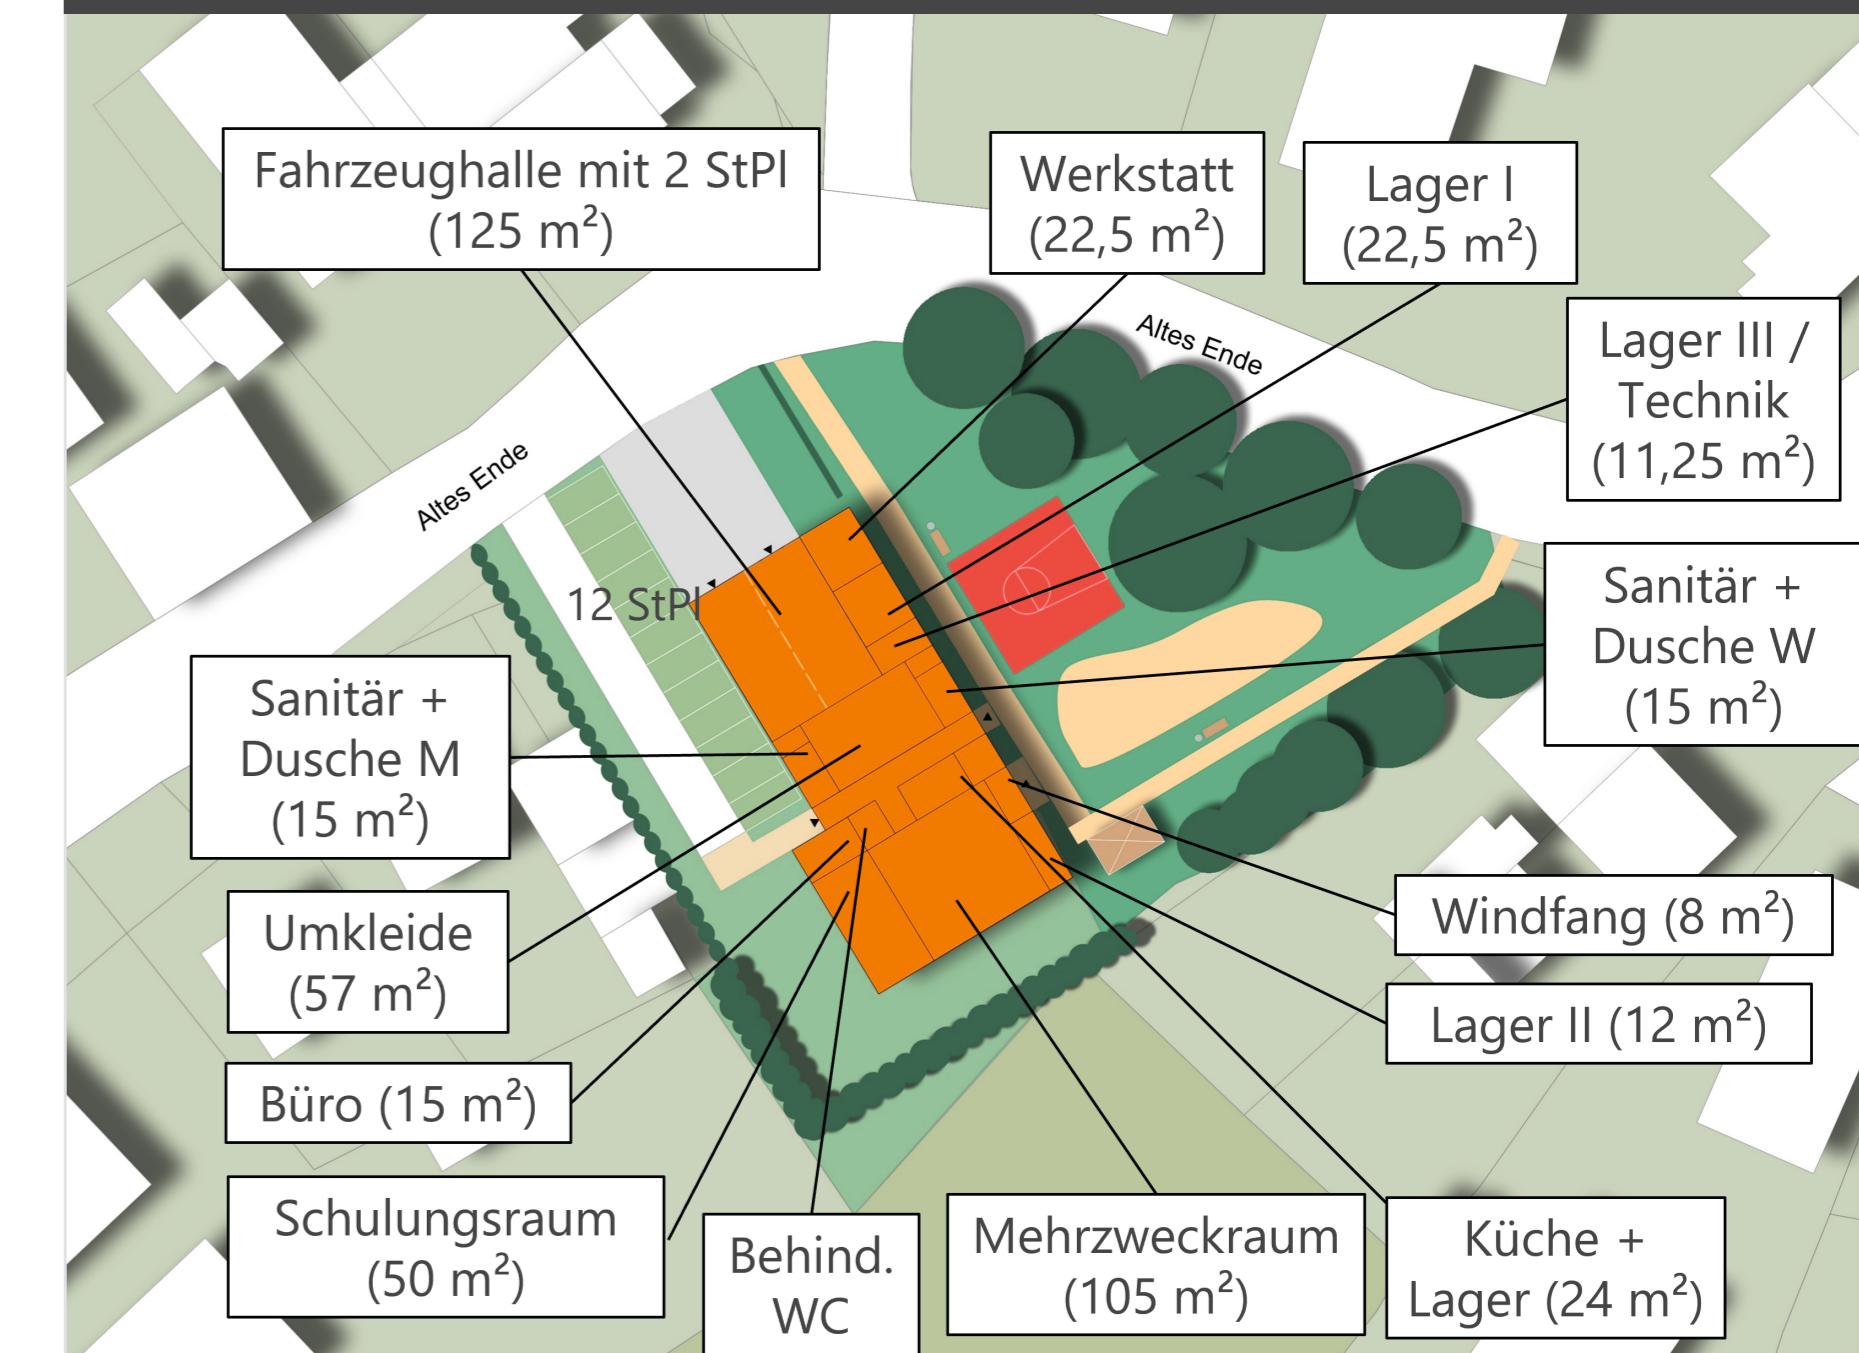 Fahrzeughalle mit 2 StPl
(125 m²)
Werkstatt
(22,5 m²)
Lager I
(22,5 m²)
Lager III /
Technik
(11,25 m²)
Altes Ende
Altes Ende
12 StPl
Sanitär +
Dusche W
(15 m²)
Sanitär +
Dusche M
(15 m²)
Umkleide
(57 m²)
Windfang (8 m²)
Lager II (12 m²)
Büro (15 m²)
Schulungsraum
(50 m²)
Behind.
WC
Mehrzweckraum
(105 m²)
Küche +
Lager (24 m²)